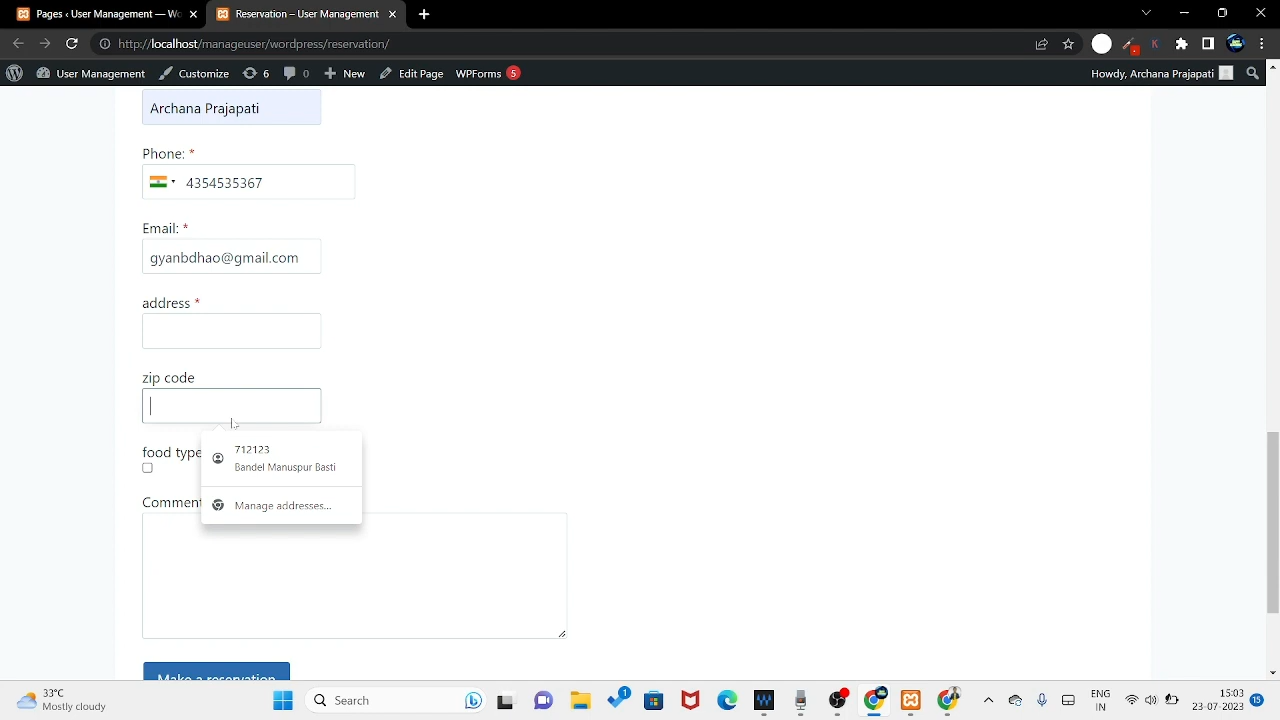 Pages ‹ User Management — Wo
Reservation – User Management
http://localhost/manageuser/wordpress/reservation/
User Management
Customize
6
0
New
Edit Page
WPForms 5
Howdy, Archana Prajapati
Archana Prajapati
Phone: *
4354535367
Email: *
gyanbdhao@gmail.com
address *
zip code
712123
Bandel Manuspur Basti
Manage addresses...
food type
Comment
Make a reservation
33°C
Mostly cloudy
Search
1
ENG
IN
15:03
23-07-2023
15